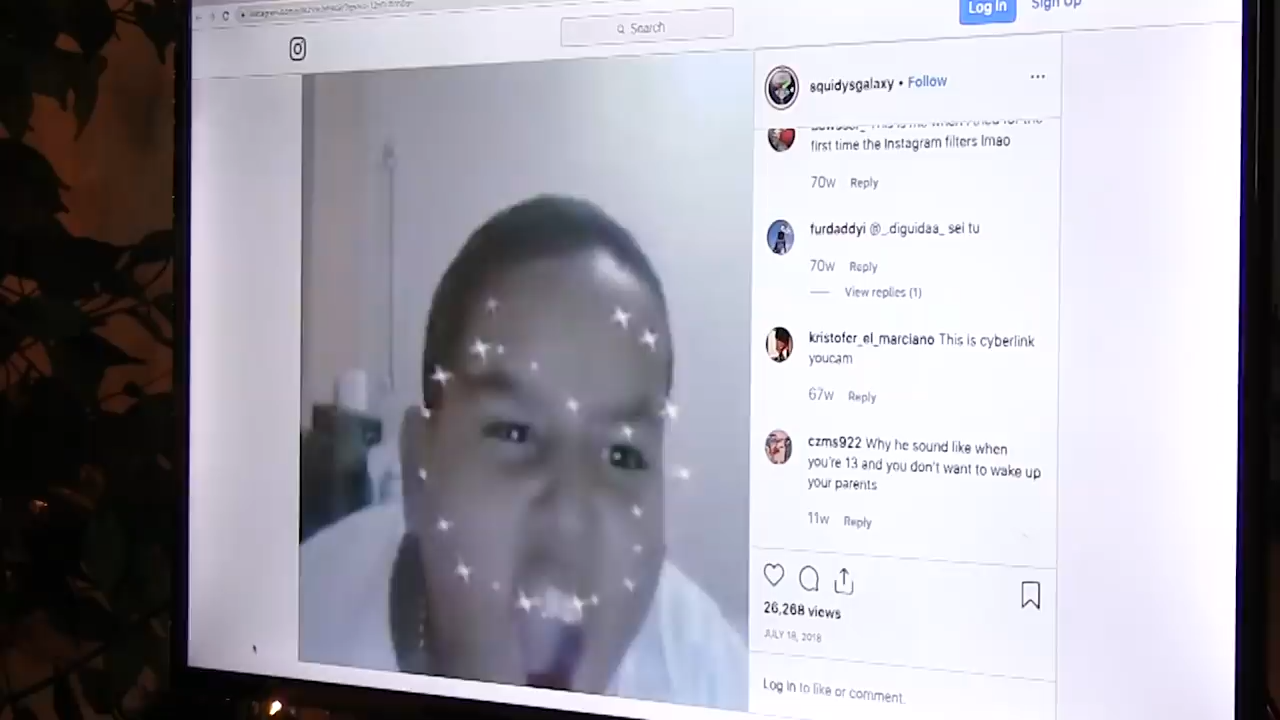 Log In
Sign Up
Search
squidysgalaxy • Follow
first time the Instagram filters lmao
70w Reply
furdaddyi @_diguidaa_ sei tu
70w Reply
View replies (1)
kristofer_el_marciano This is cyberlink
youcam
67w Reply
czms922 Why he sound like when
you're 13 and you don't want to wake up
your parents
11w Reply
26,268 views
JULY 18, 2018
Log in to like or comment.